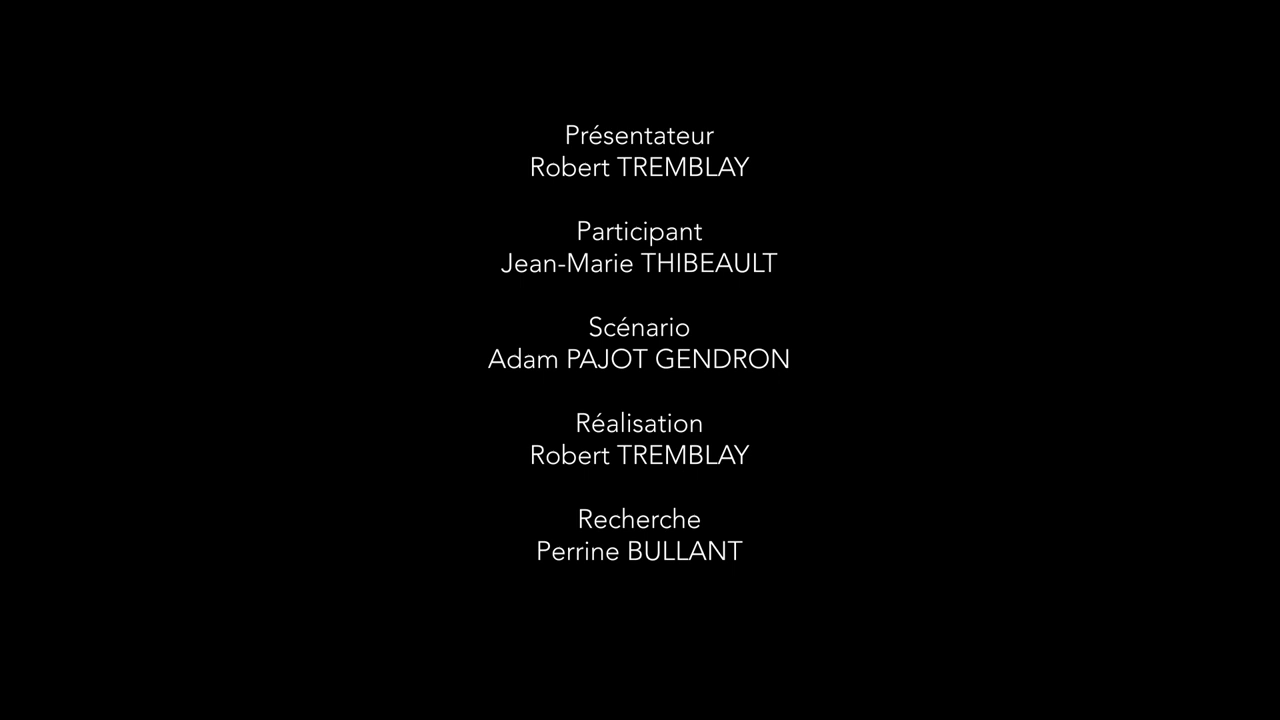 Présentateur
Robert TREMBLAY
Participant
Jean-Marie THIBEAULT
Scénario
Adam PAJOT GENDRON
Réalisation
Robert TREMBLAY
Recherche
Perrine BULLANT